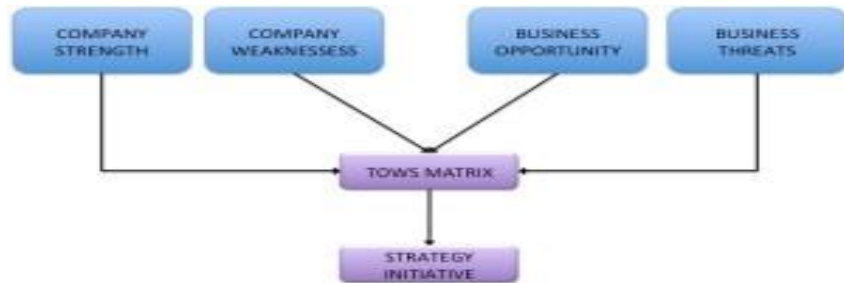 COMPANY
STRENGTH
COMPANY
WEAKNESSESS
BUSINESS
OPPORTUNITY
BUSINESS
THREATS
TOWS MATRIX
STRATEGY
INITIATIVE